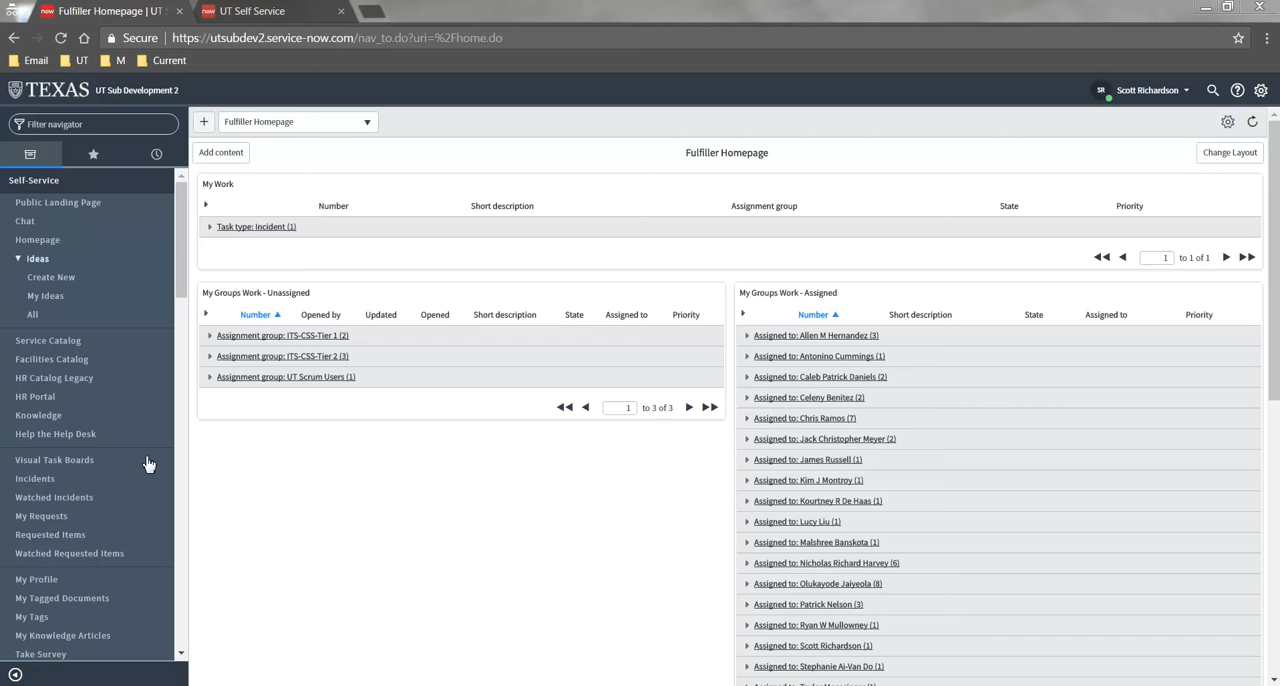 now Fulfiller Homepage | UT S
now UT Self Service
Secure https://utsubdev2.service-now.com/nav_to.do?uri=%2Fhome.do
Email UT M Current
TEXAS UT Sub Development 2
SR Scott Richardson
Filter navigator
Fulfiller Homepage
Add content
Fulfiller Homepage
Change Layout
Self-Service
Public Landing Page
Chat
Homepage
Ideas
Create New
My Ideas
All
Service Catalog
Facilities Catalog
HR Catalog Legacy
HR Portal
Knowledge
Help the Help Desk
Visual Task Boards
Incidents
Watched Incidents
My Requests
Requested Items
Watched Requested Items
My Profile
My Tagged Documents
My Tags
My Knowledge Articles
Take Survey
My Work
Number Short description Assignment group State Priority
Task type: Incident (1)
1 to 1 of 1
My Groups Work - Unassigned
Number Opened by Updated Opened Short description State Assigned to Priority
Assignment group: ITS-CSS-Tier 1 (2)
Assignment group: ITS-CSS-Tier 2 (3)
Assignment group: UT Scrum Users (1)
1 to 3 of 3
My Groups Work - Assigned
Number Short description State Assigned to Priority
Assigned to: Allen M Hernandez (3)
Assigned to: Antonino Cummings (1)
Assigned to: Caleb Patrick Daniels (2)
Assigned to: Celeny Benitez (2)
Assigned to: Chris Ramos (7)
Assigned to: Jack Christopher Meyer (2)
Assigned to: James Russell (1)
Assigned to: Kim J Montroy (1)
Assigned to: Kourtney R De Haas (1)
Assigned to: Lucy Liu (1)
Assigned to: Malshree Banskota (1)
Assigned to: Nicholas Richard Harvey (6)
Assigned to: Olukayode Jaiyeola (8)
Assigned to: Patrick Nelson (3)
Assigned to: Ryan W Mullowney (1)
Assigned to: Scott Richardson (1)
Assigned to: Stephanie Ai-Van Do (1)